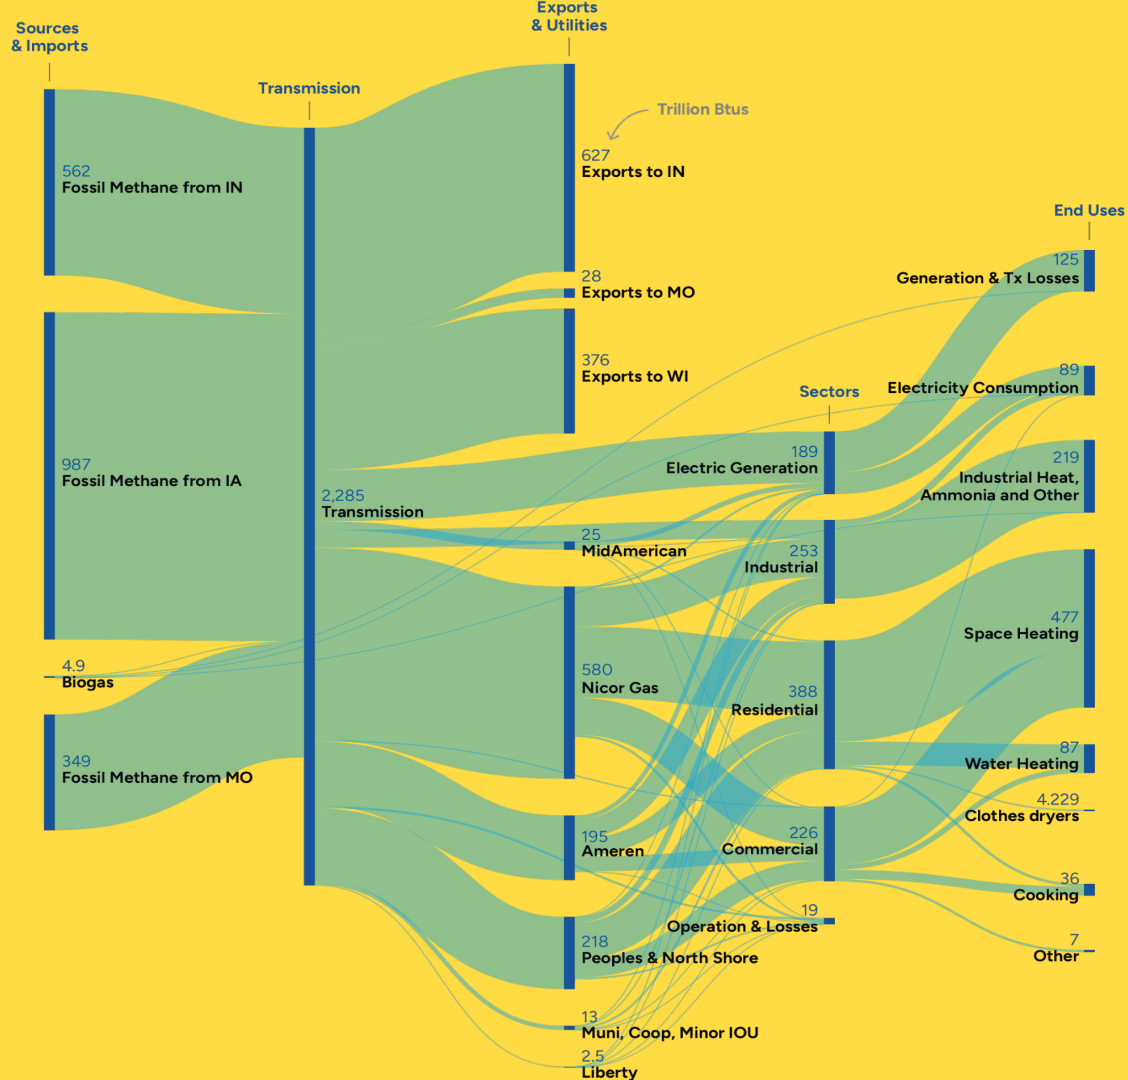 Sources
& Imports
Transmission
Exports
& Utilities
Trillion Btus
562
Fossil Methane from IN
987
Fossil Methane from IA
4.9
Biogas
349
Fossil Methane from MO
2,285
Transmission
627
Exports to IN
28
Exports to MO
376
Exports to WI
25
MidAmerican
580
Nicor Gas
195
Ameren
218
Peoples & North Shore
13
Muni, Coop, Minor IOU
2.5
Liberty
Sectors
189
Electric Generation
253
Industrial
388
Residential
226
Commercial
19
Operation & Losses
End Uses
125
Generation & Tx Losses
89
Electricity Consumption
219
Industrial Heat,
Ammonia and Other
477
Space Heating
87
Water Heating
4.229
Clothes dryers
36
Cooking
7
Other